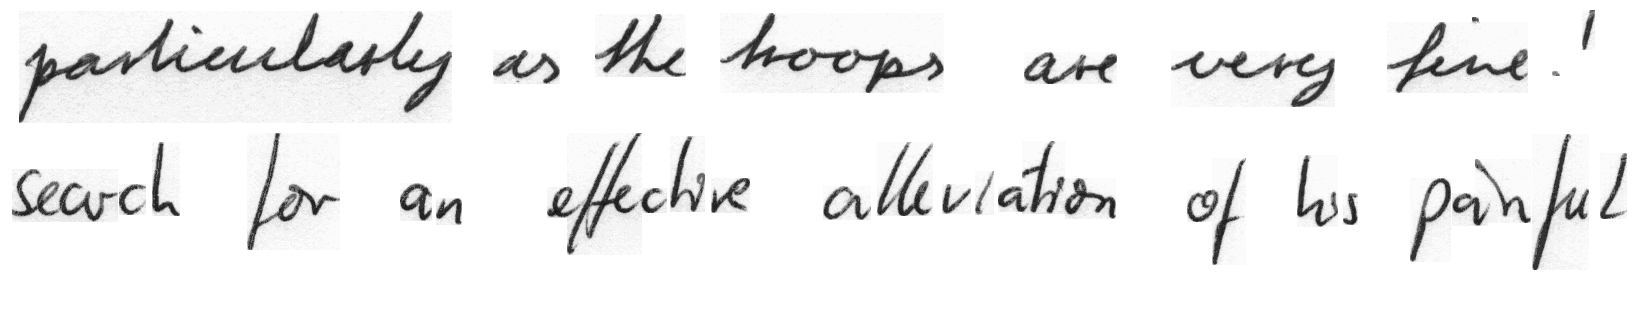 particularly as the troops are very fine.'
search for an effective alleviation of his painful